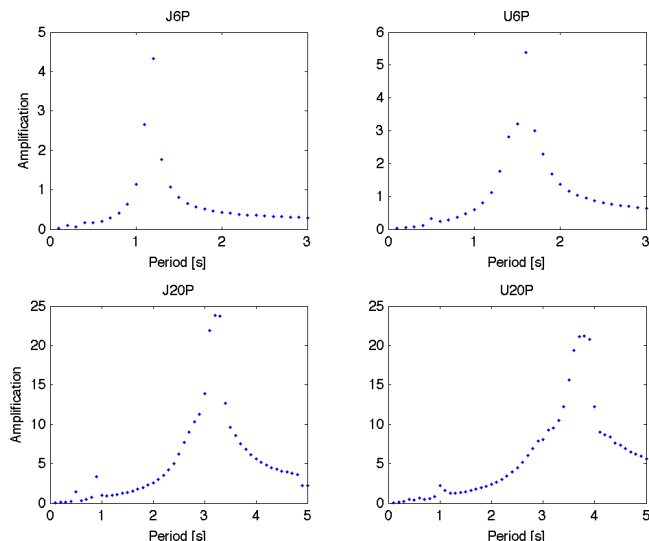 J6P
5
4
3
2
1
0
Amplification
0 1 2 3
Period [s]
U6P
6
5
4
3
2
1
0
0 1 2 3
Period [s]
J20P
25
20
15
10
5
0
Amplification
0 1 2 3 4 5
Period [s]
U20P
25
20
15
10
5
0
0 1 2 3 4 5
Period [s]